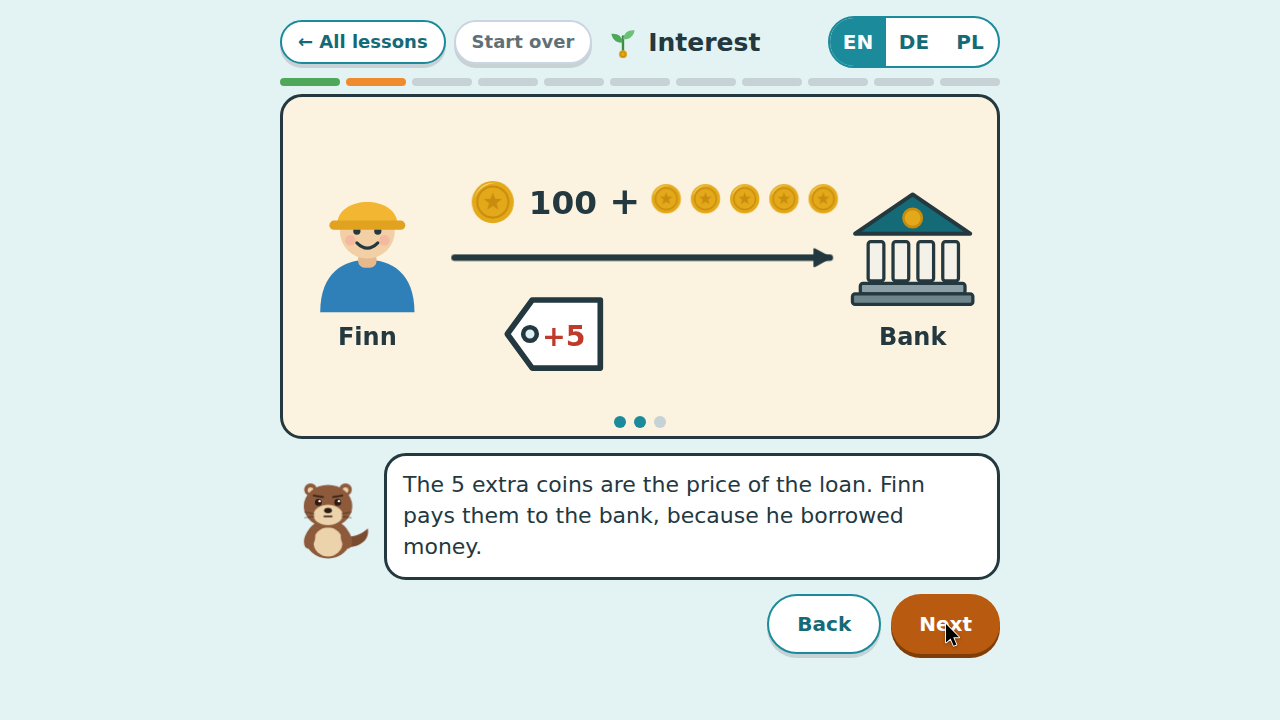 ← All lessons
Start over
Interest
EN DE PL
100 +
Finn
+5
Bank
The 5 extra coins are the price of the loan. Finn
pays them to the bank, because he borrowed
money.
Back
Next